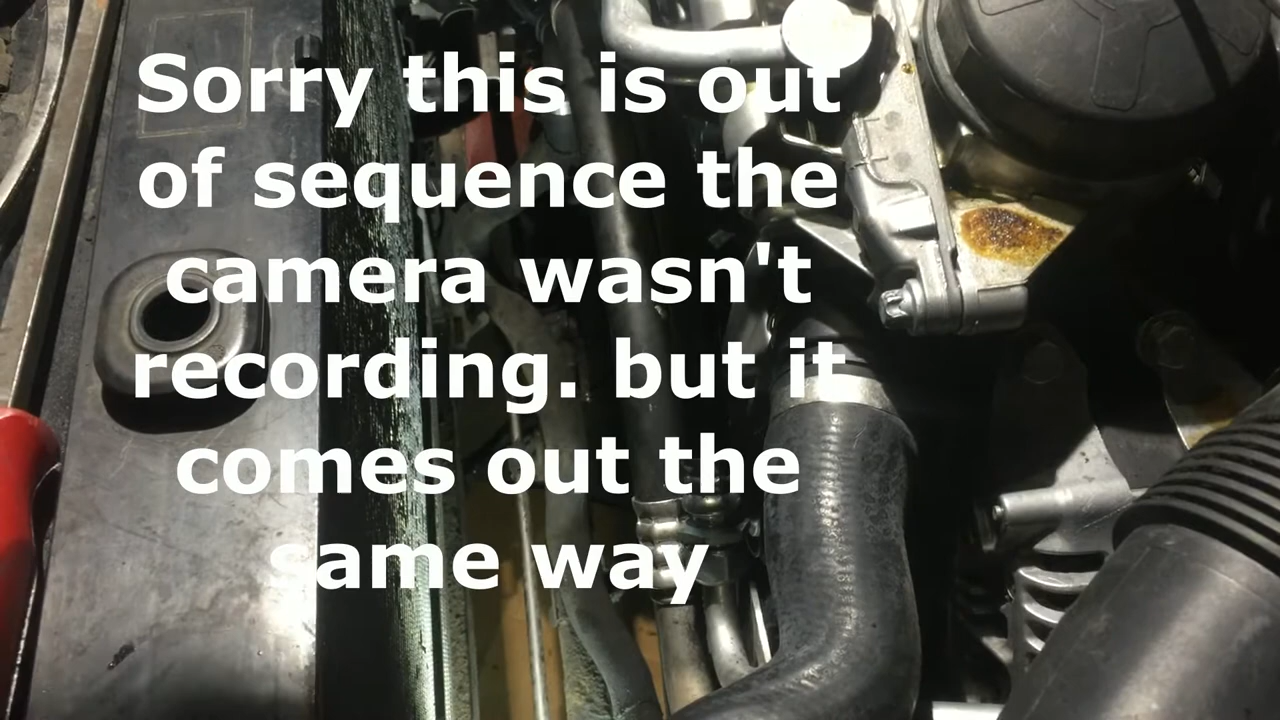 Sorry this is out
of sequence the
camera wasn't
recording. but it
comes out the
same way